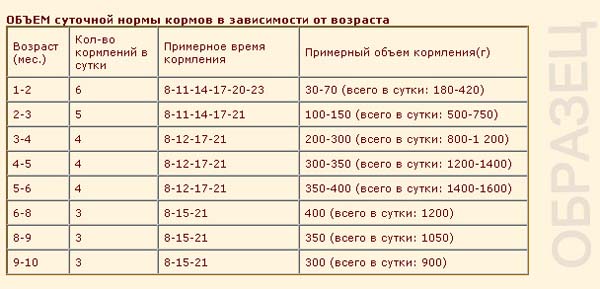 ОБЪЕМ суточной нормы кормов в зависимости от возраста
Возраст (мес.) Кол-во кормлений в сутки Примерное время кормления Примерный объем кормления(г)
1-2 6 8-11-14-17-20-23 30-70 (всего в сутки: 180-420)
2-3 5 8-11-14-17-21 100-150 (всего в сутки: 500-750)
3-4 4 8-12-17-21 200-300 (всего в сутки: 800-1 200)
4-5 4 8-12-17-21 300-350 (всего в сутки: 1200-1400)
5-6 4 8-12-17-21 350-400 (всего в сутки: 1400-1600)
6-8 3 8-15-21 400 (всего в сутки: 1200)
8-9 3 8-15-21 350 (всего в сутки: 1050)
9-10 3 8-15-21 300 (всего в сутки: 900)
ОБРАЗЕЦ